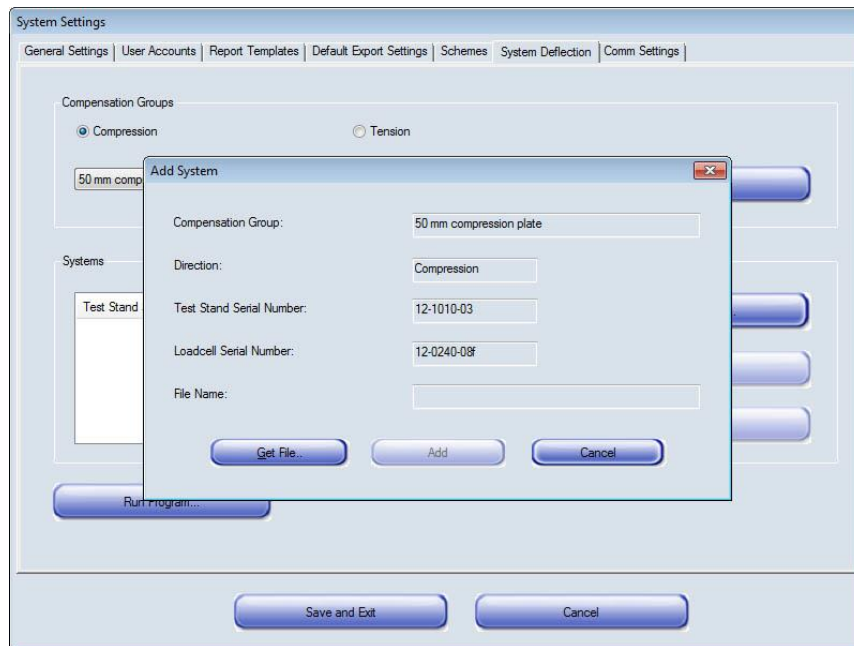 System Settings
General Settings User Accounts Report Templates Default Export Settings Schemes System Deflection Comm Settings
Compensation Groups
Compression Tension
50 mm comp
Add System
Compensation Group: 50 mm compression plate
Direction: Compression
Systems
Test Stand
Test Stand Serial Number: 12-1010-03
Loadcell Serial Number: 12-0240-08f
File Name:
Get File.. Add Cancel
Run Program...
Save and Exit Cancel